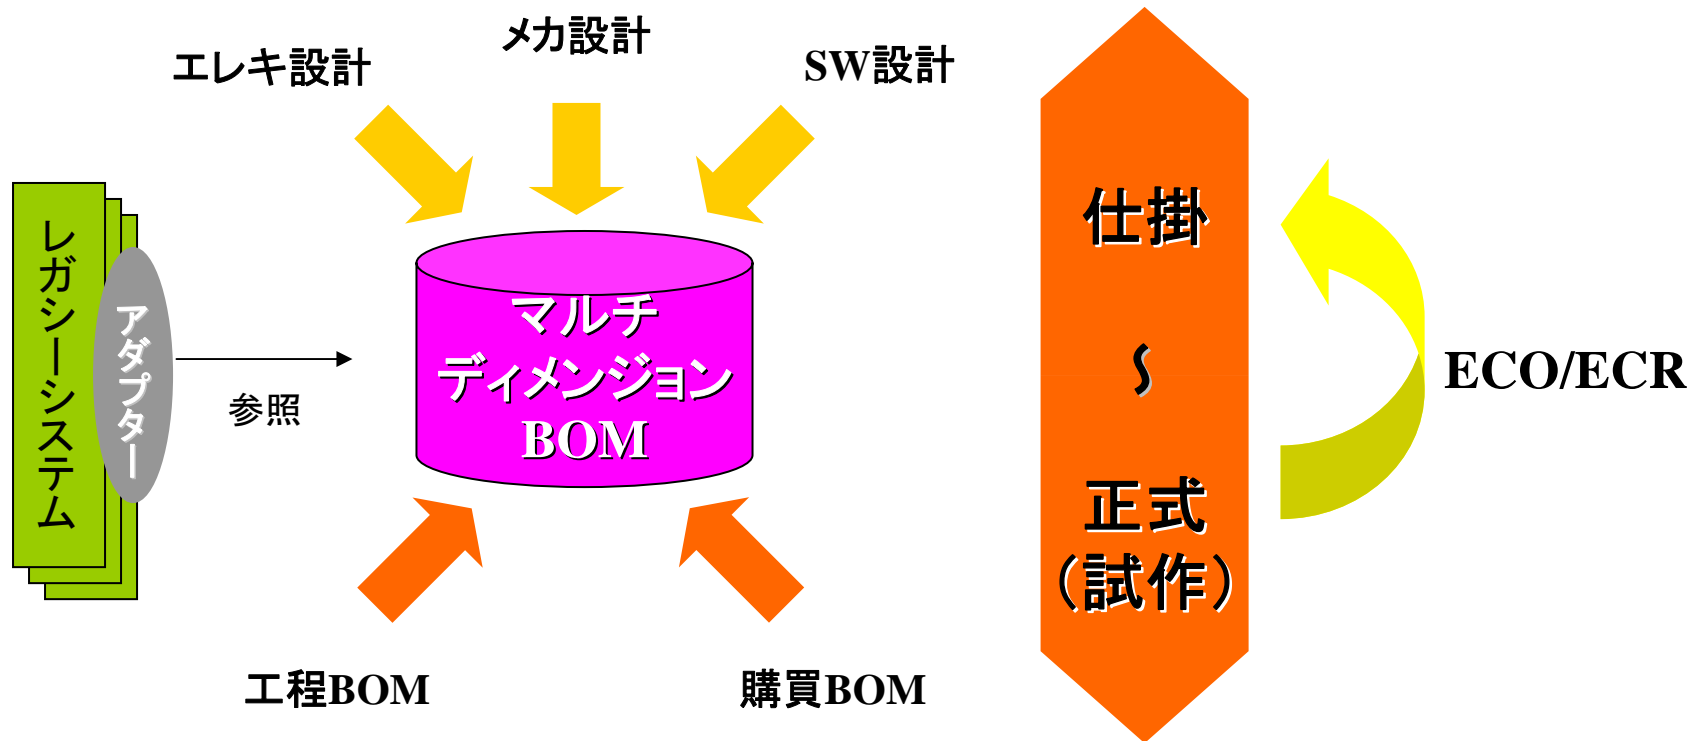 メカ設計
エレキ設計
SW設計
レガシーシステム
アダプター
参照
マルチ
ディメンジョン
BOM
工程BOM
購買BOM
仕掛
～
正式
（試作）
ECO/ECR